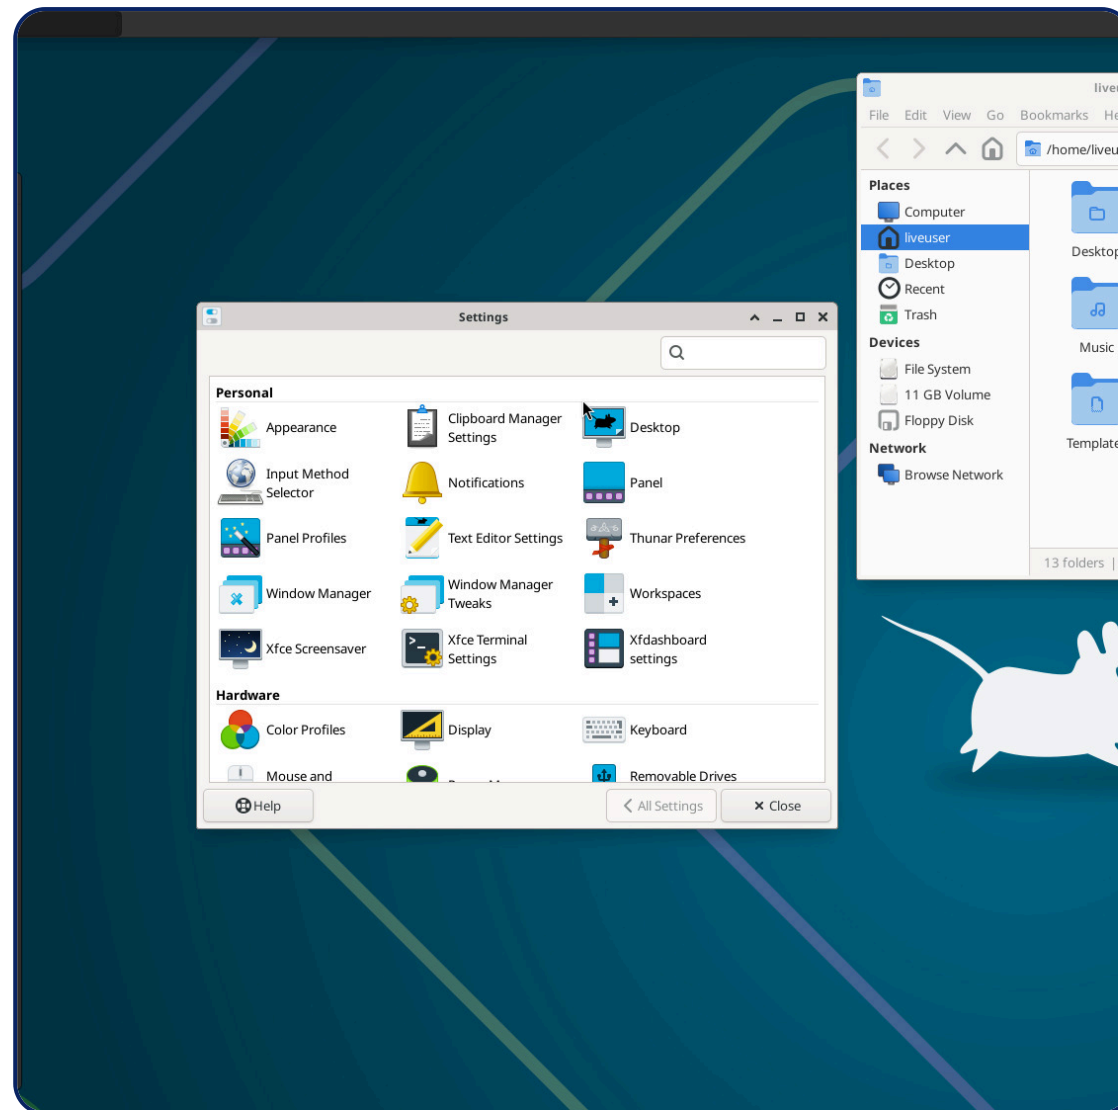 Settings
Personal
Appearance
Clipboard Manager
Settings
Desktop
Input Method
Selector
Notifications
Panel
Panel Profiles
Text Editor Settings
Thunar Preferences
Window Manager
Window Manager
Tweaks
Workspaces
Xfce Screensaver
Xfce Terminal
Settings
Xfdashboard
settings
Hardware
Color Profiles
Display
Keyboard
Mouse and
Removable Drives
Help
All Settings
Close
File Edit View Go Bookmarks
/home/liveu
Places
Computer
liveuser
Desktop
Recent
Trash
Devices
File System
11 GB Volume
Floppy Disk
Network
Browse Network
Desktop
Music
Template
13 folders |